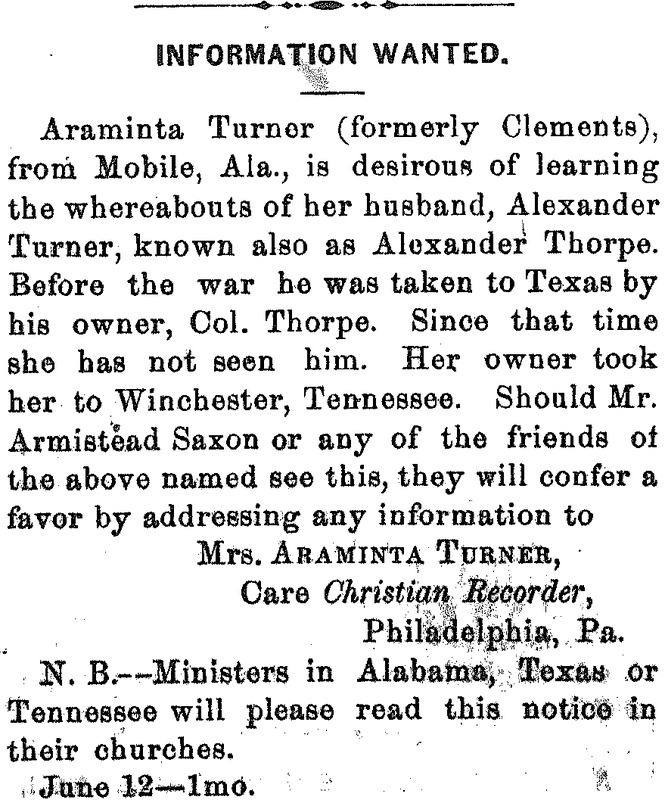 INFORMATION WANTED.
Araminta Turner (formerly Clements),
from Mobile, Ala., is desirous of learning
the whereabouts of her husband, Alexander
Turner, known also as Alexander Thorpe.
Before the war he was taken to Texas by
his owner, Col. Thorpe. Since that time
she has not seen him. Her owner took
her to Winchester, Tennessee. Should Mr.
Armistead Saxon or any of the friends of
the above named see this, they will confer a
favor by addressing any information to
Mrs. ARAMINTA TURNER,
Care Christian Recorder,
Philadelphia, Pa.
N. B.--Ministers in Alabama, Texas or
Tennessee will please read this notice in
their churches.
June 12—1mo.